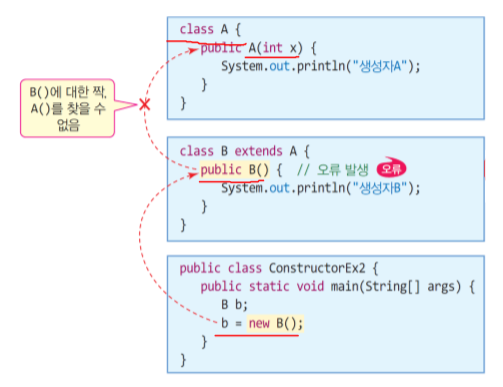 class A {
public A(int x) {
System.out.println("생성자A");
}
}
B()에 대한 짝,
A()를 찾을 수
없음
class B extends A {
public B() { // 오류 발생 오류
System.out.println("생성자B");
}
}
public class ConstructorEx2 {
public static void main(String[] args) {
B b;
b = new B();
}
}